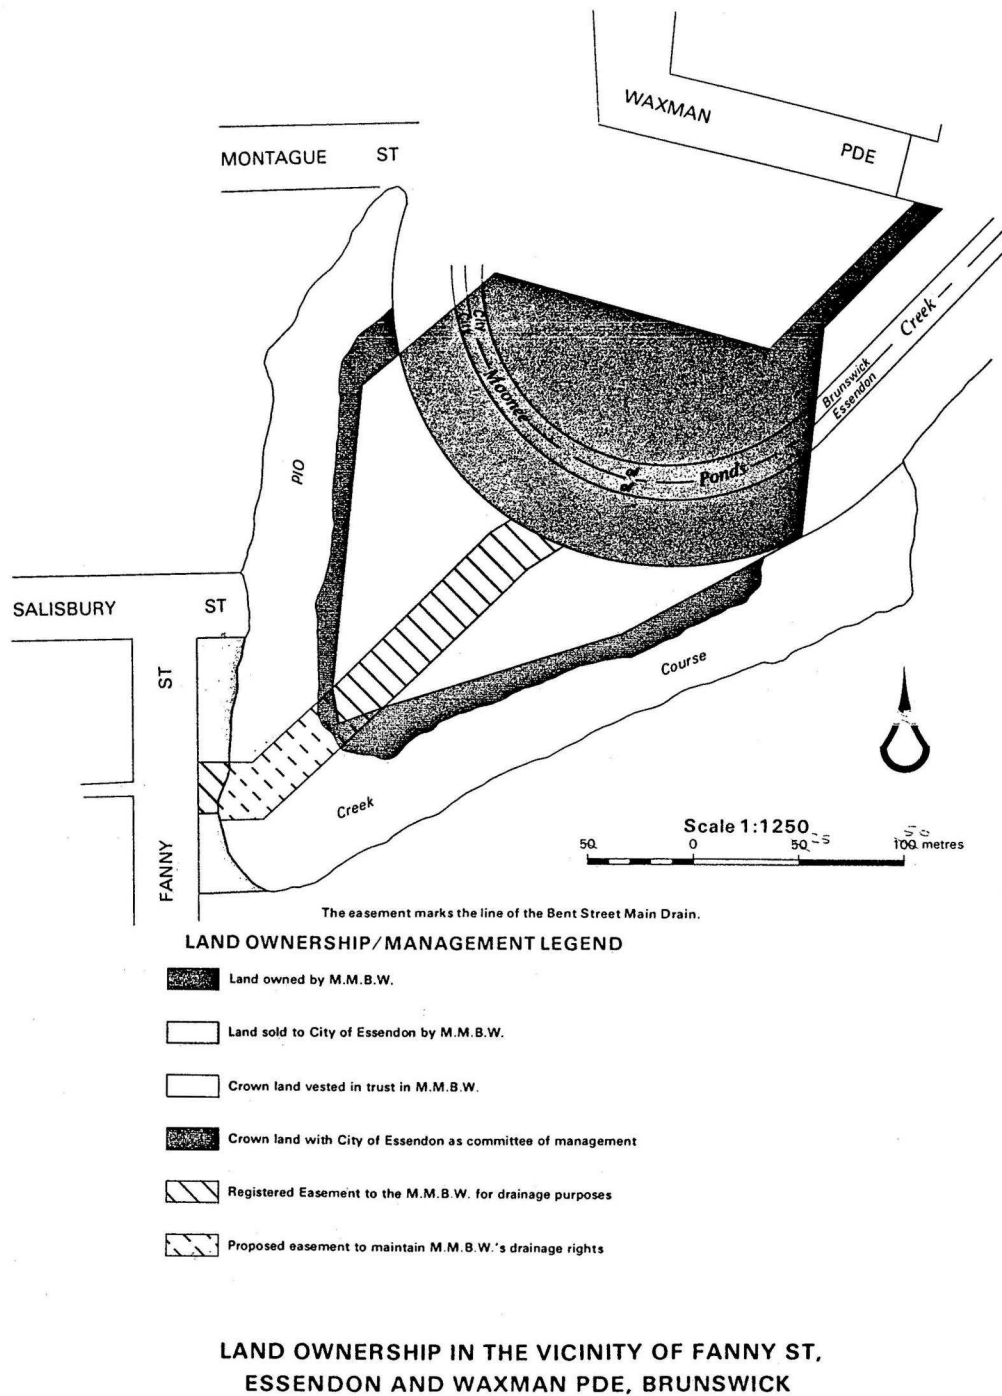 WAXMAN
PDE
MONTAGUE ST
City
City
Moonee
of
of
Ponds
Brunswick
Essendon
Creek
OLD
SALISBURY ST
ST
FANNY
Creek
Course
Scale 1:1250
50 0 50 100 metres
The easement marks the line of the Bent Street Main Drain.
LAND OWNERSHIP/MANAGEMENT LEGEND
Land owned by M.M.B.W.
Land sold to City of Essendon by M.M.B.W.
Crown land vested in trust in M.M.B.W.
Crown land with City of Essendon as committee of management
Registered Easement to the M.M.B.W. for drainage purposes
Proposed easement to maintain M.M.B.W.'s drainage rights
LAND OWNERSHIP IN THE VICINITY OF FANNY ST,
ESSENDON AND WAXMAN PDE, BRUNSWICK